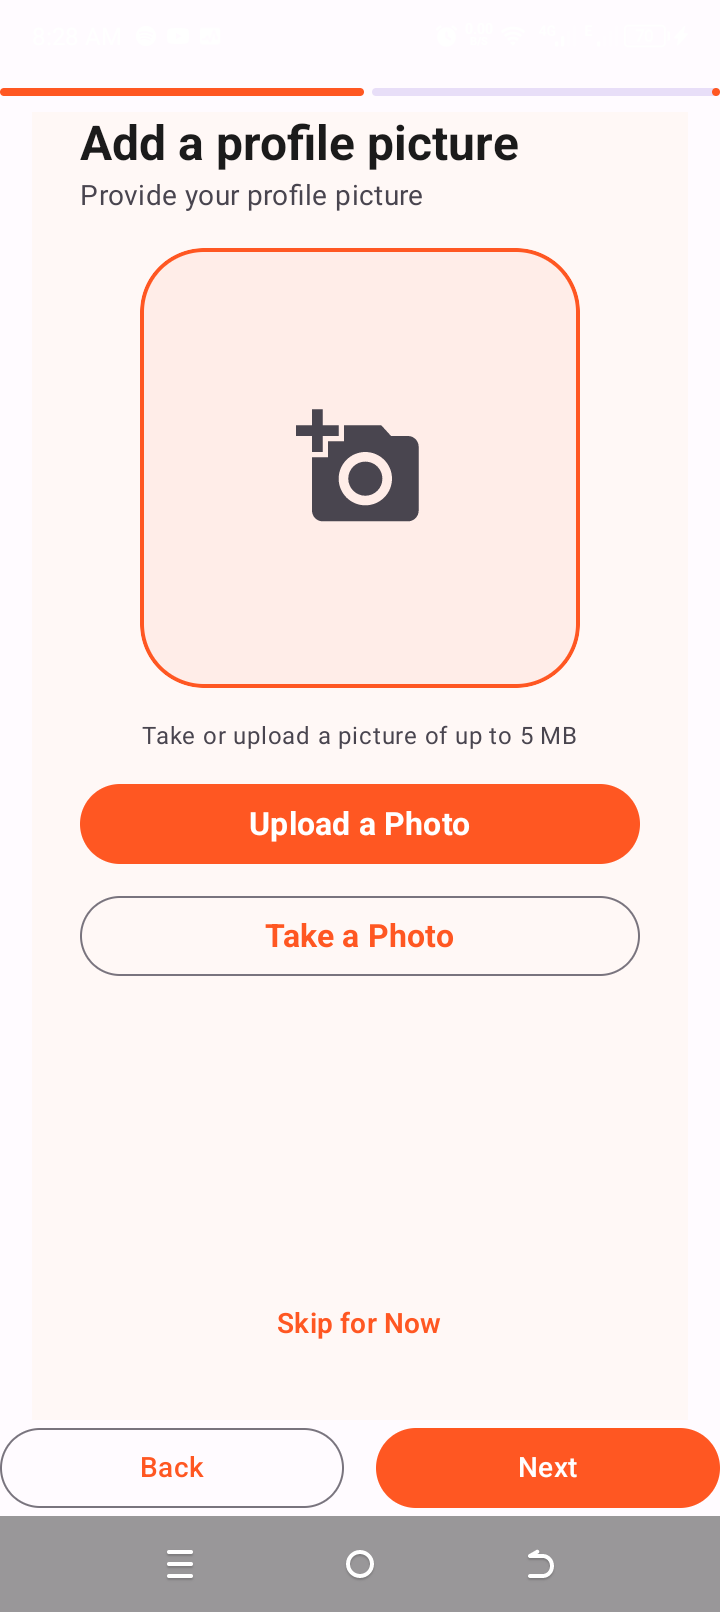 Add a profile picture
Provide your profile picture
Take or upload a picture of up to 5 MB
Upload a Photo
Take a Photo
Skip for Now
Back
Next